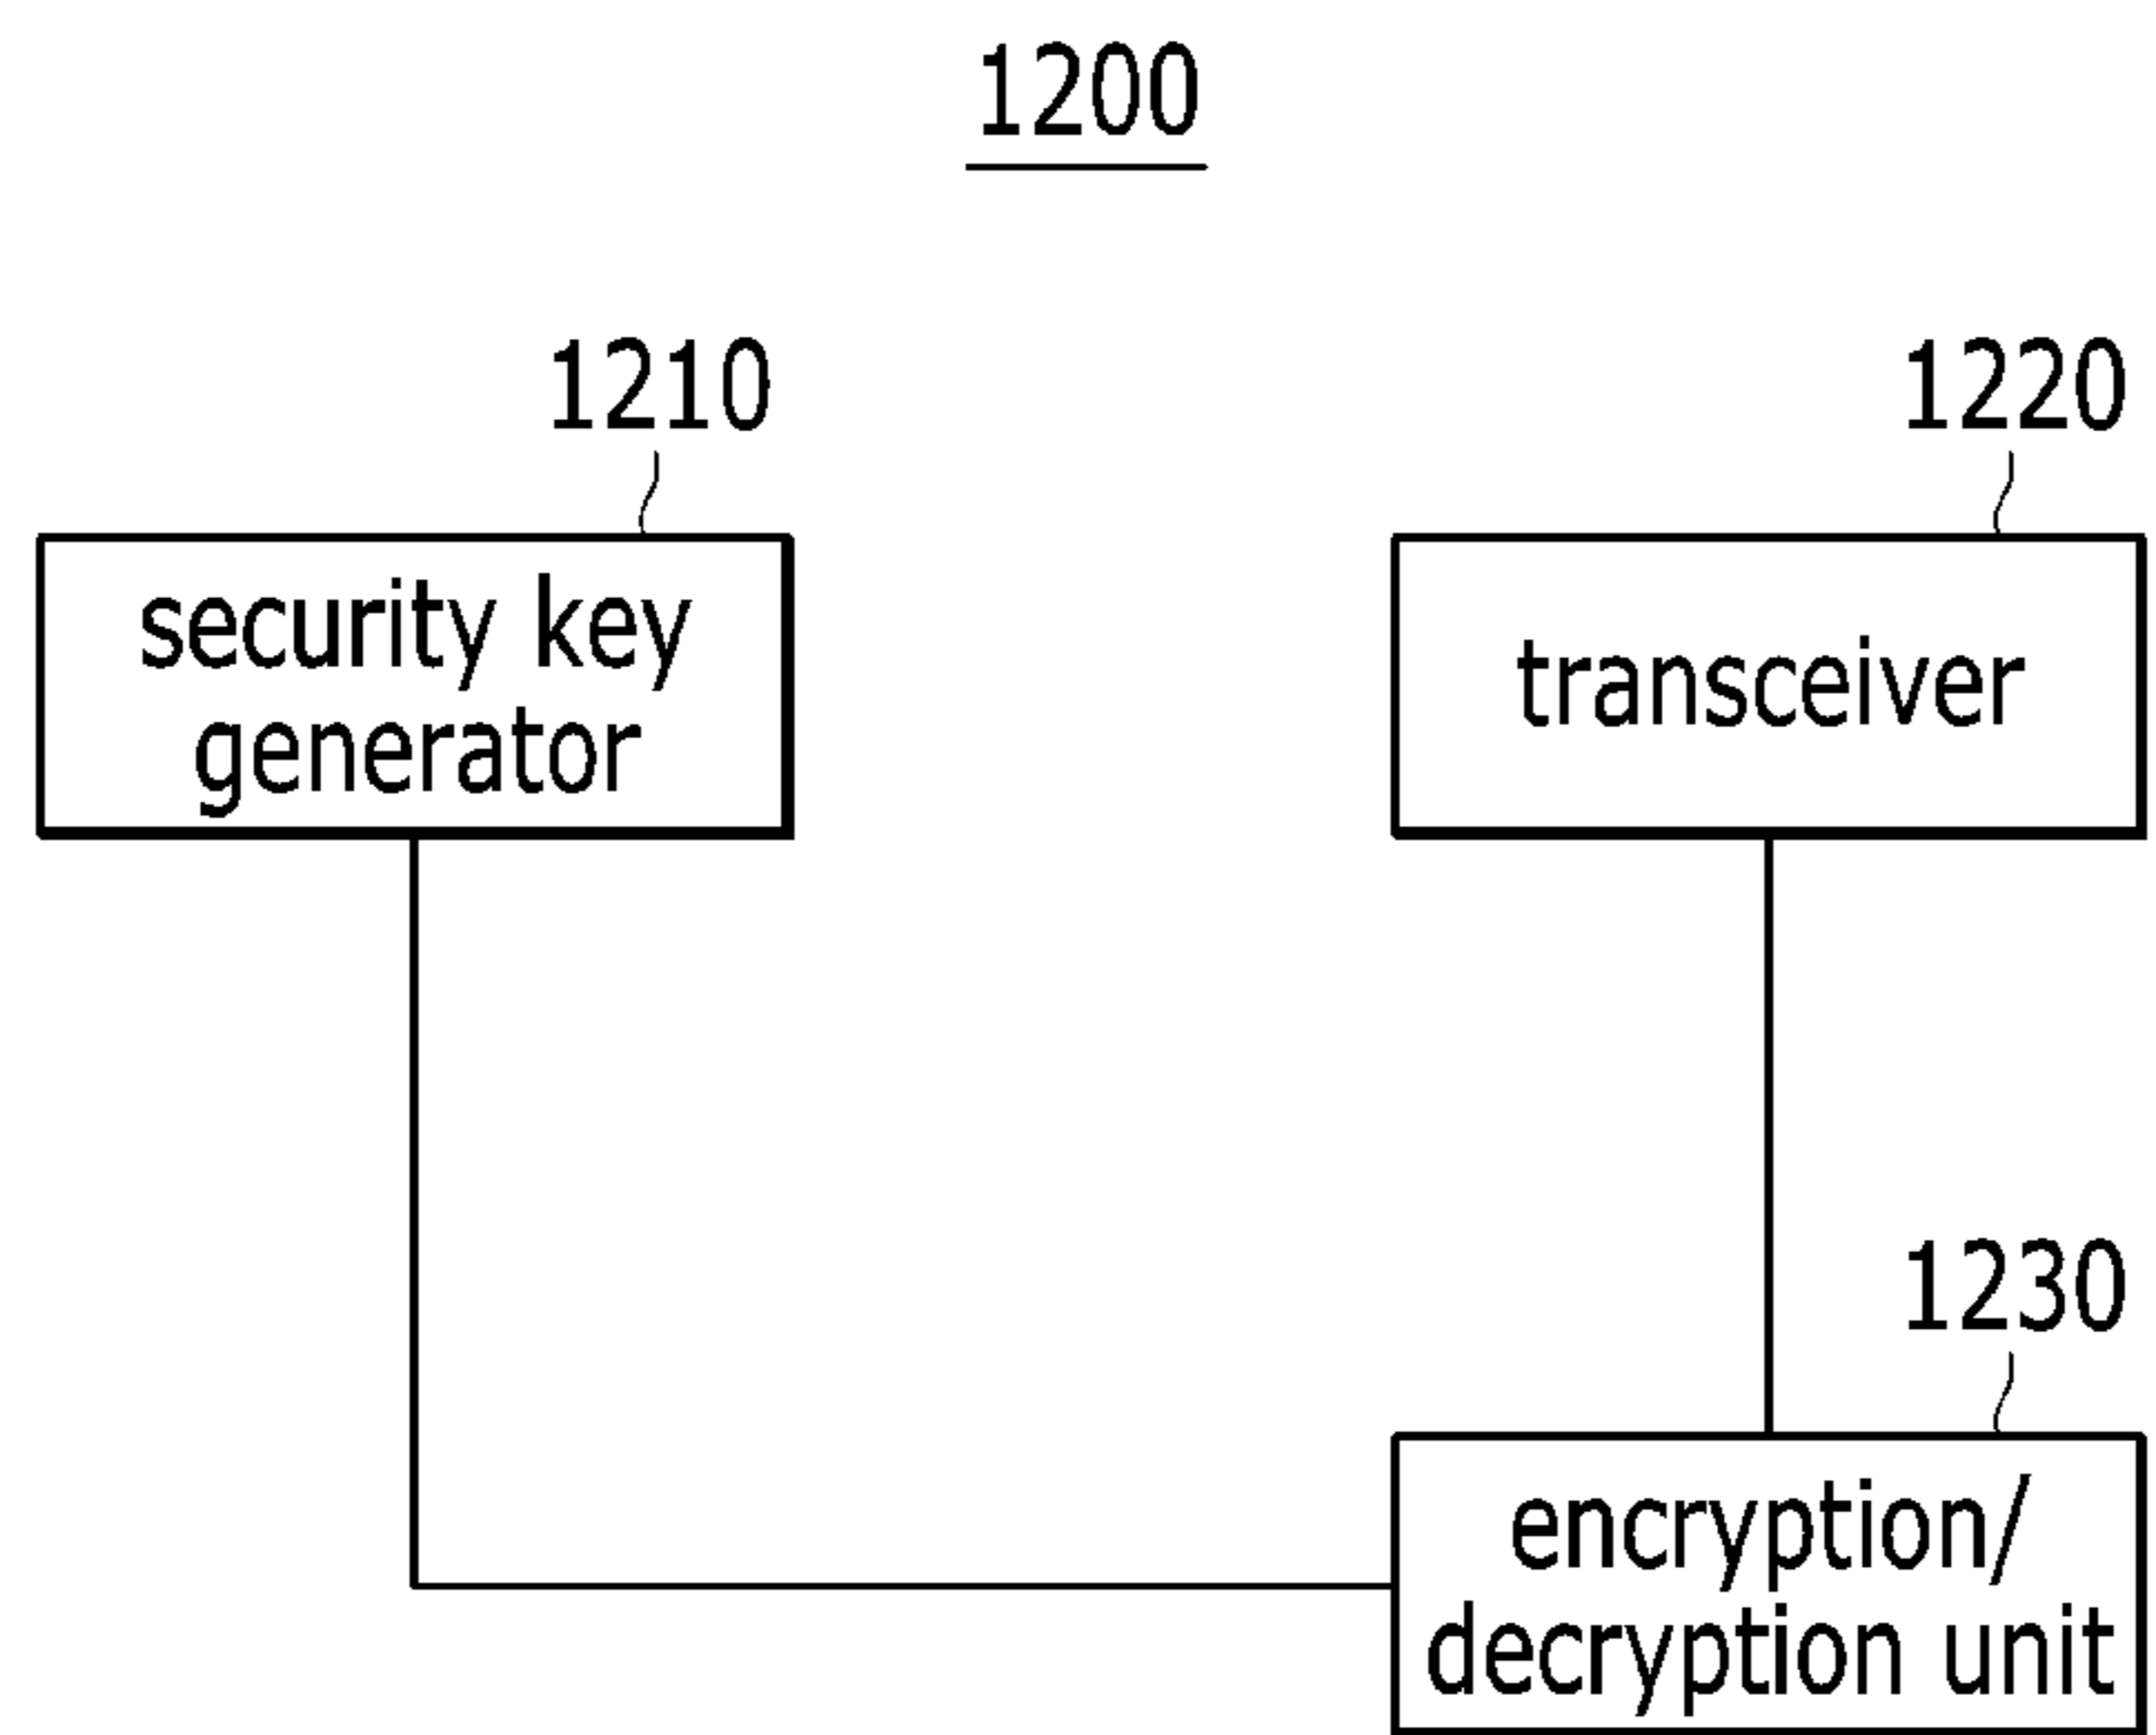 1200
1210
1220
security key
generator
transceiver
1230
encryption/
decryption unit